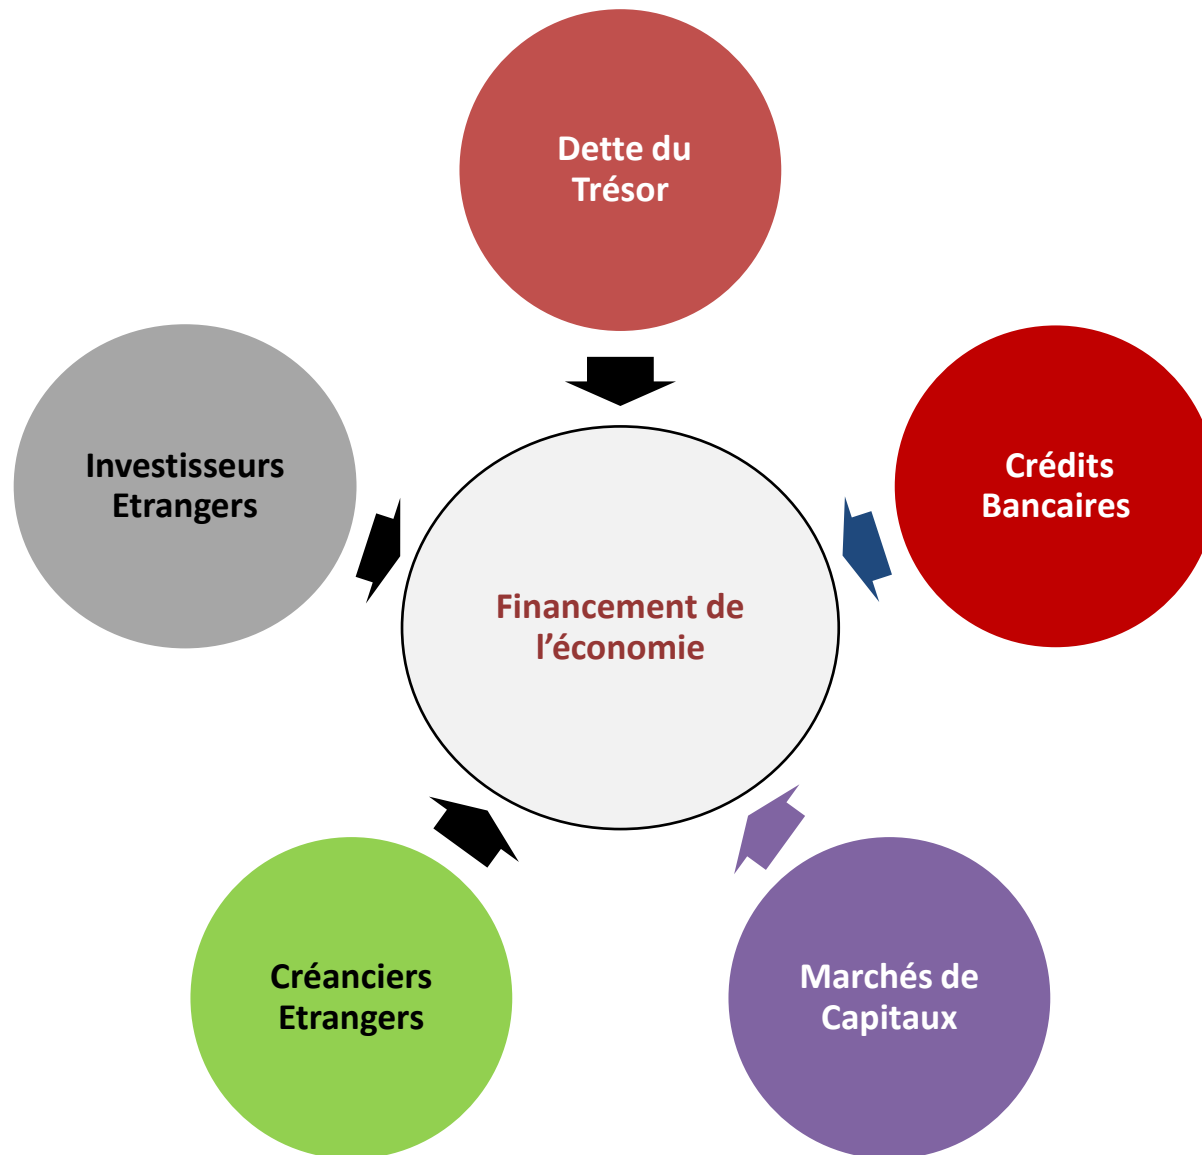 Dette du
Trésor
Investisseurs
Etrangers
Crédits
Bancaires
Financement de
l’économie
Créanciers
Etrangers
Marchés de
Capitaux